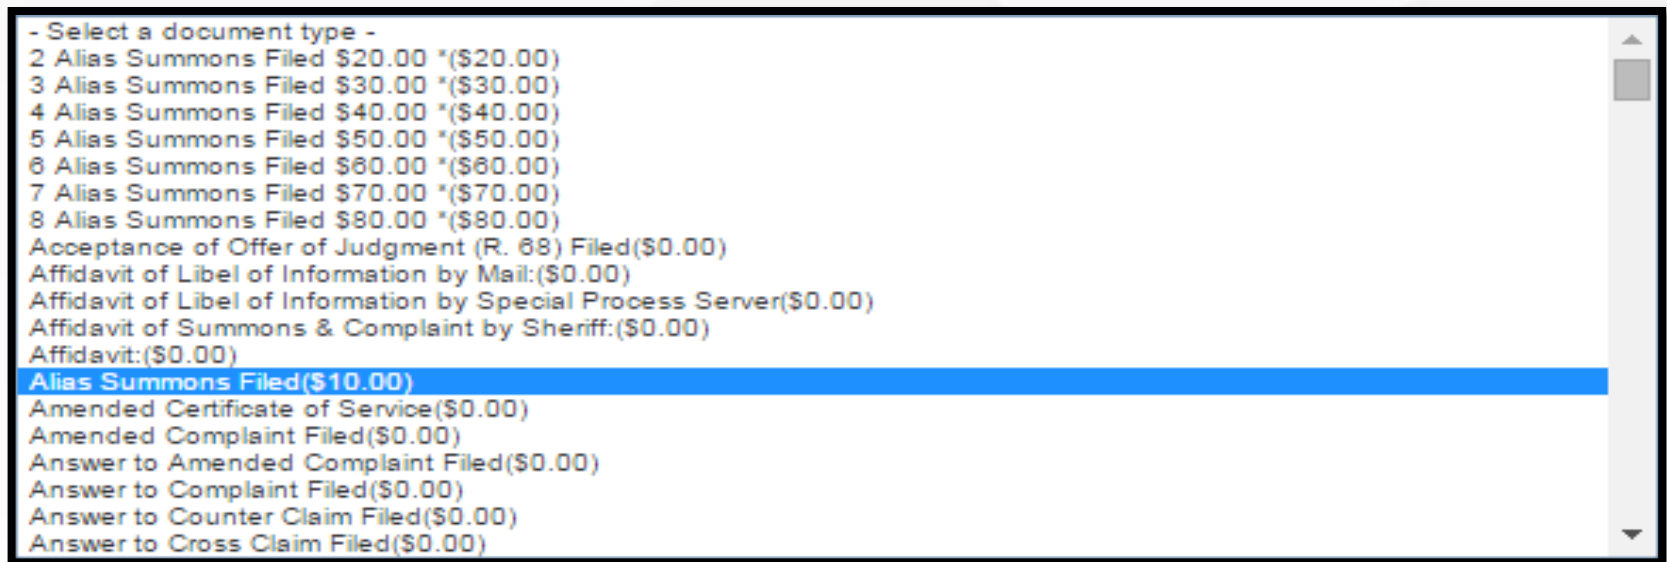 - Select a document type -
2 Alias Summons Filed $20.00 *($20.00)
3 Alias Summons Filed $30.00 *($30.00)
4 Alias Summons Filed $40.00 *($40.00)
5 Alias Summons Filed $50.00 *($50.00)
6 Alias Summons Filed $60.00 *($60.00)
7 Alias Summons Filed $70.00 *($70.00)
8 Alias Summons Filed $80.00 *($80.00)
Acceptance of Offer of Judgment (R. 68) Filed($0.00)
Affidavit of Libel of Information by Mail:($0.00)
Affidavit of Libel of Information by Special Process Server($0.00)
Affidavit of Summons & Complaint by Sheriff:($0.00)
Affidavit:($0.00)
Alias Summons Filed($10.00)
Amended Certificate of Service($0.00)
Amended Complaint Filed($0.00)
Answer to Amended Complaint Filed($0.00)
Answer to Complaint Filed($0.00)
Answer to Counter Claim Filed($0.00)
Answer to Cross Claim Filed($0.00)